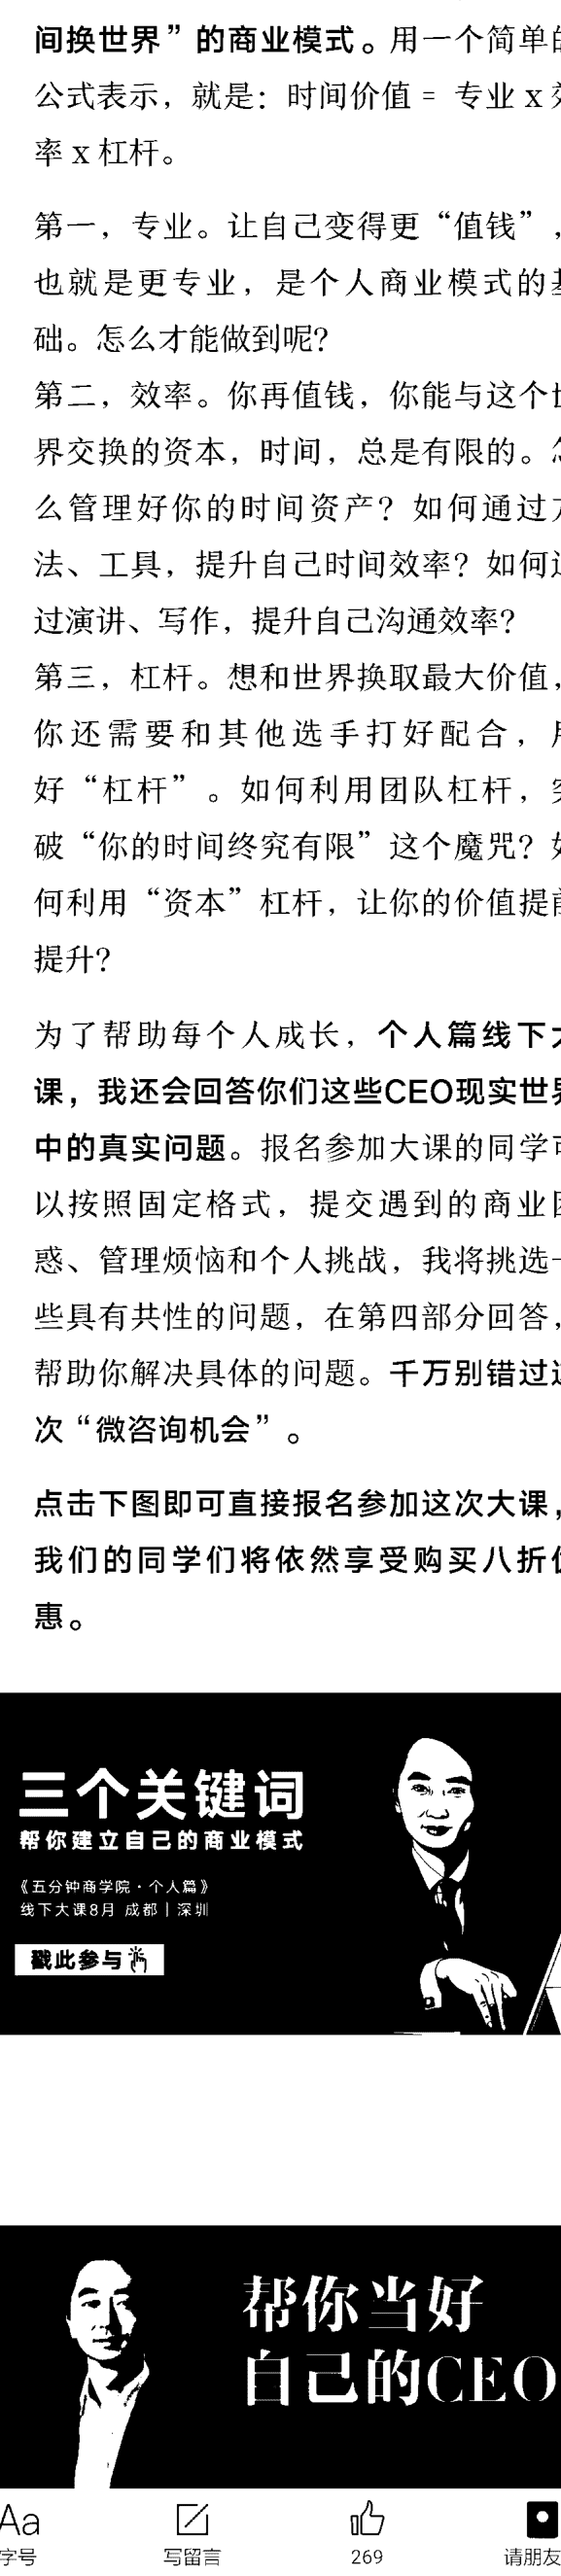 间换世界”的商业模式。用一个简单
公式表示，就是：时间价值 = 专业 x
率 x 杠杆。
第一，专业。让自己变得更“值钱”，
也就是更专业，是个人商业模式的基
础。怎么才能做到呢？
第二，效率。你再值钱，你能与这个世
界交换的资本，时间，总是有限的。怎
么管理好你的时间资产？如何通过方
法、工具，提升自己时间效率？如何通
过演讲、写作，提升自己沟通效率？
第三，杠杆。想和世界换取最大价值，
你还需要和其他选手打好配合，用
好“杠杆”。如何利用团队杠杆，突
破“你的时间终究有限”这个魔咒？如
何利用“资本”杠杆，让你的价值提前
提升？
为了帮助每个人成长，个人篇线下大
课，我还会回答你们这些CEO现实世界
中的真实问题。报名参加大课的同学可
以按照固定格式，提交遇到的商业困
惑、管理烦恼和个人挑战，我将挑选一
些具有共性的问题，在第四部分回答，
帮助你解决具体的问题。千万别错过这
次“微咨询机会”。
点击下图即可直接报名参加这次大课，
我们的同学们将依然享受购买八折优
惠。
三个关键词
帮你建立自己的商业模式
《五分钟商学院·个人篇》
线下大课8月 成都丨深圳
戳此参与
帮你当好
自己的CEO
Aa
字号 写留言 269 请朋友